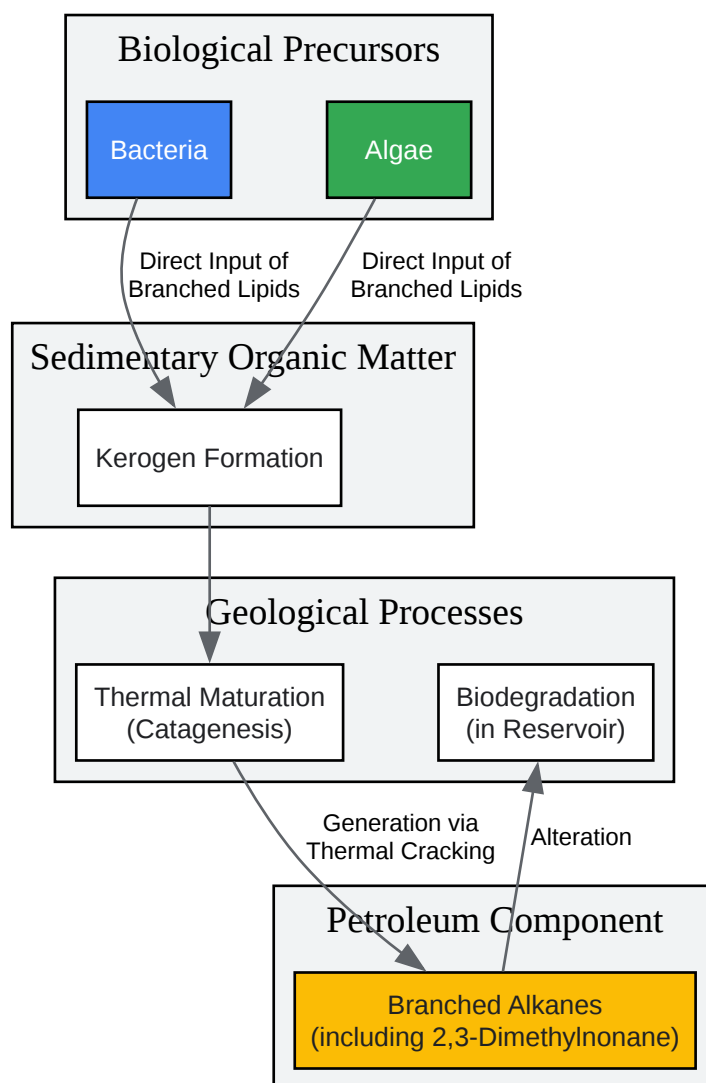 Biological Precursors
Bacteria
Algae
Direct Input of
Branched Lipids
Direct Input of
Branched Lipids
Sedimentary Organic Matter
Kerogen Formation
Geological Processes
Thermal Maturation
(Catagenesis)
Biodegradation
(in Reservoir)
Generation via
Thermal Cracking
Alteration
Petroleum Component
Branched Alkanes
(including 2,3-Dimethylnonane)